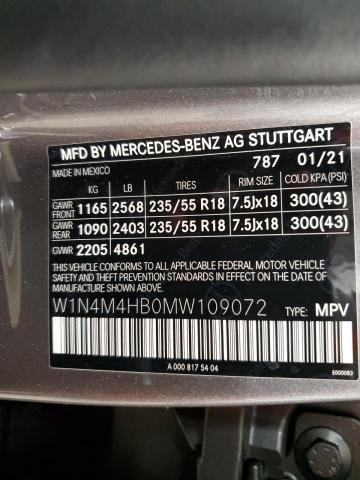 MFD BY MERCEDES-BENZ AG STUTTGART
MADE IN MEXICO 787 01/21
KG LB TIRES RIM SIZE COLD KPA (PSI)
GAWR FRONT 1165 2568 235/55 R18 7.5Jx18 300(43)
GAWR REAR 1090 2403 235/55 R18 7.5Jx18 300(43)
GVWR 2205 4861
THIS VEHICLE CONFORMS TO ALL APPLICABLE FEDERAL MOTOR
VEHICLE SAFETY AND THEFT PREVENTION STANDARDS IN EFFECT
ON THE DATE OF MANUFACTURE SHOWN ABOVE.
W1N4M4HB0MW109072 TYPE: MPV
A 000 817 54 04 E000083